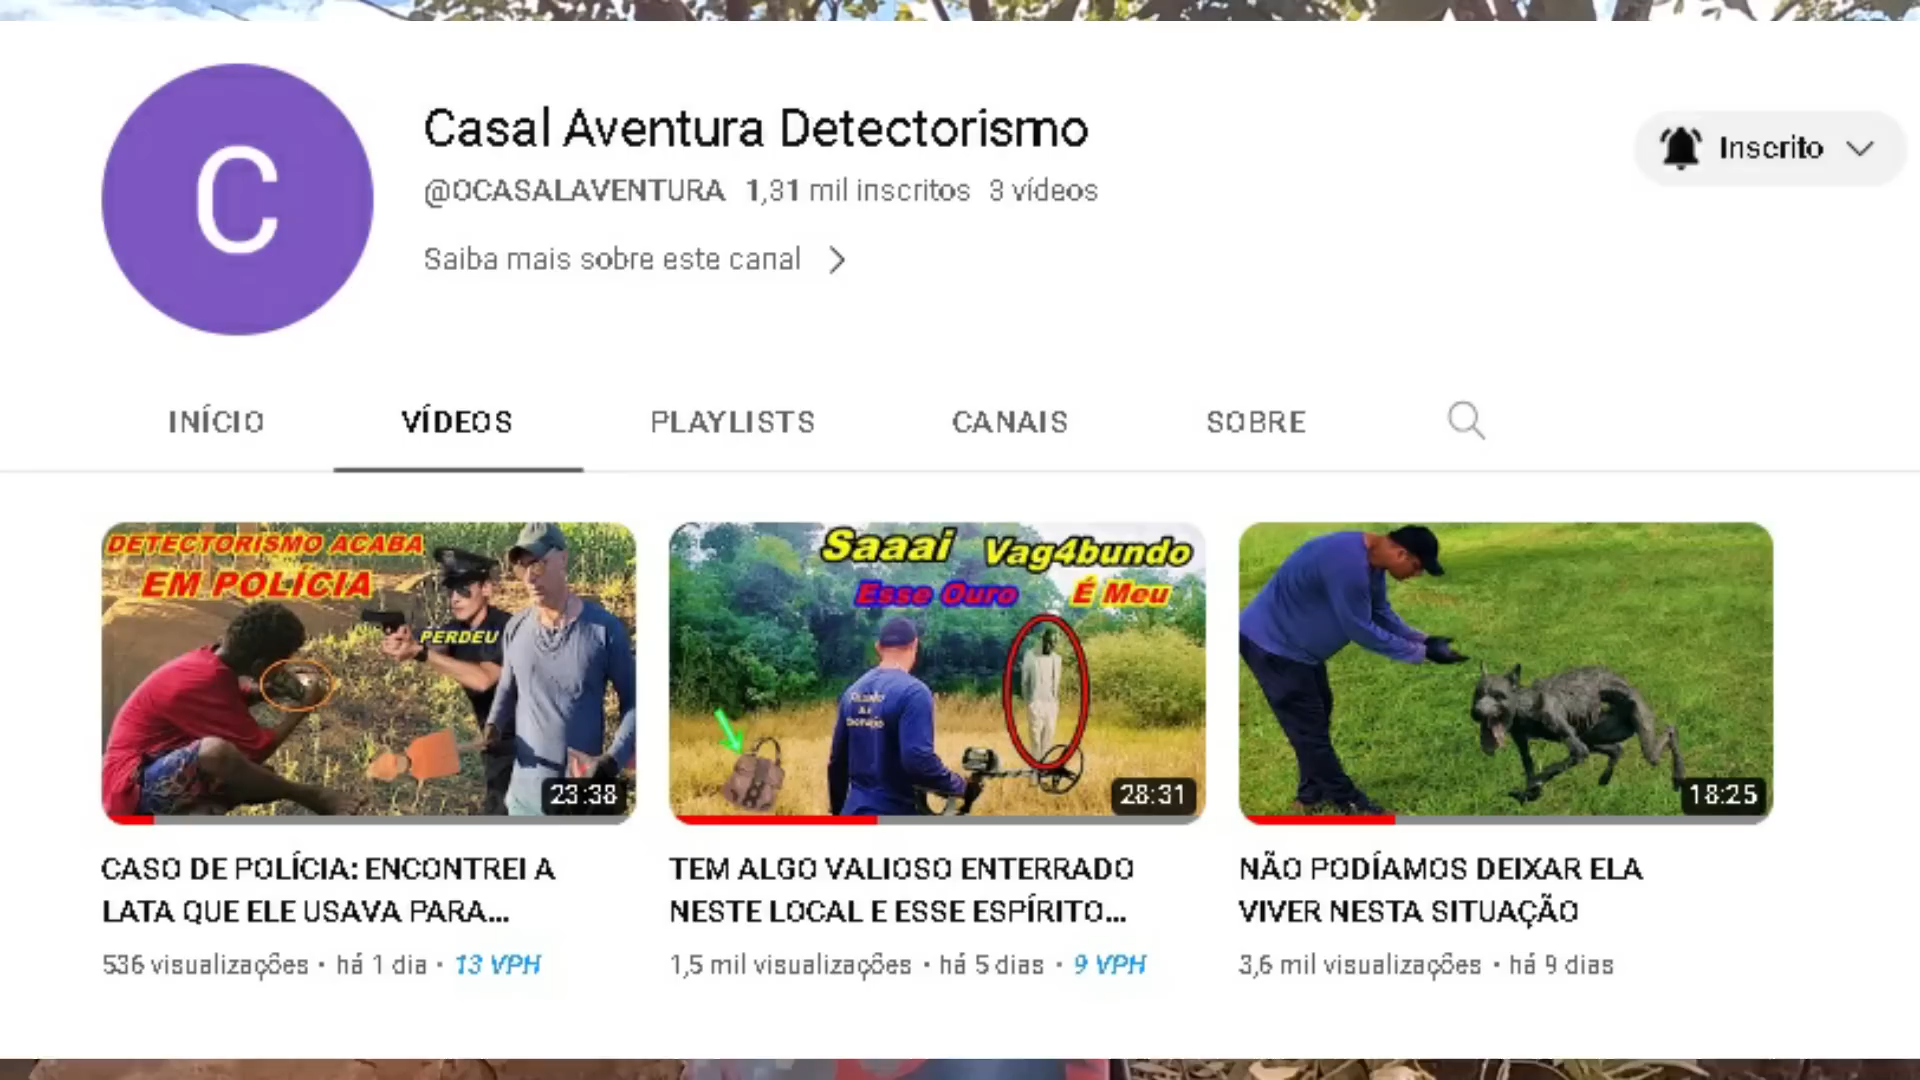 C
Casal Aventura Detectorismo
@OCASALAVENTURA 1,31 mil inscritos 3 vídeos
Inscrito
Saiba mais sobre este canal
INÍCIO VÍDEOS PLAYLISTS CANAIS SOBRE
DETECTORISMO ACABA
EM POLÍCIA
PERDEU
23:38
Saaai Vag4bundo
Esse Ouro É Meu
28:31
18:25
CASO DE POLÍCIA: ENCONTREI A
LATA QUE ELE USAVA PARA...
536 visualizações • há 1 dia • 13 VPH
TEM ALGO VALIOSO ENTERRADO
NESTE LOCAL E ESSE ESPÍRITO...
1,5 mil visualizações • há 5 dias • 9 VPH
NÃO PODÍAMOS DEIXAR ELA
VIVER NESTA SITUAÇÃO
3,6 mil visualizações • há 9 dias